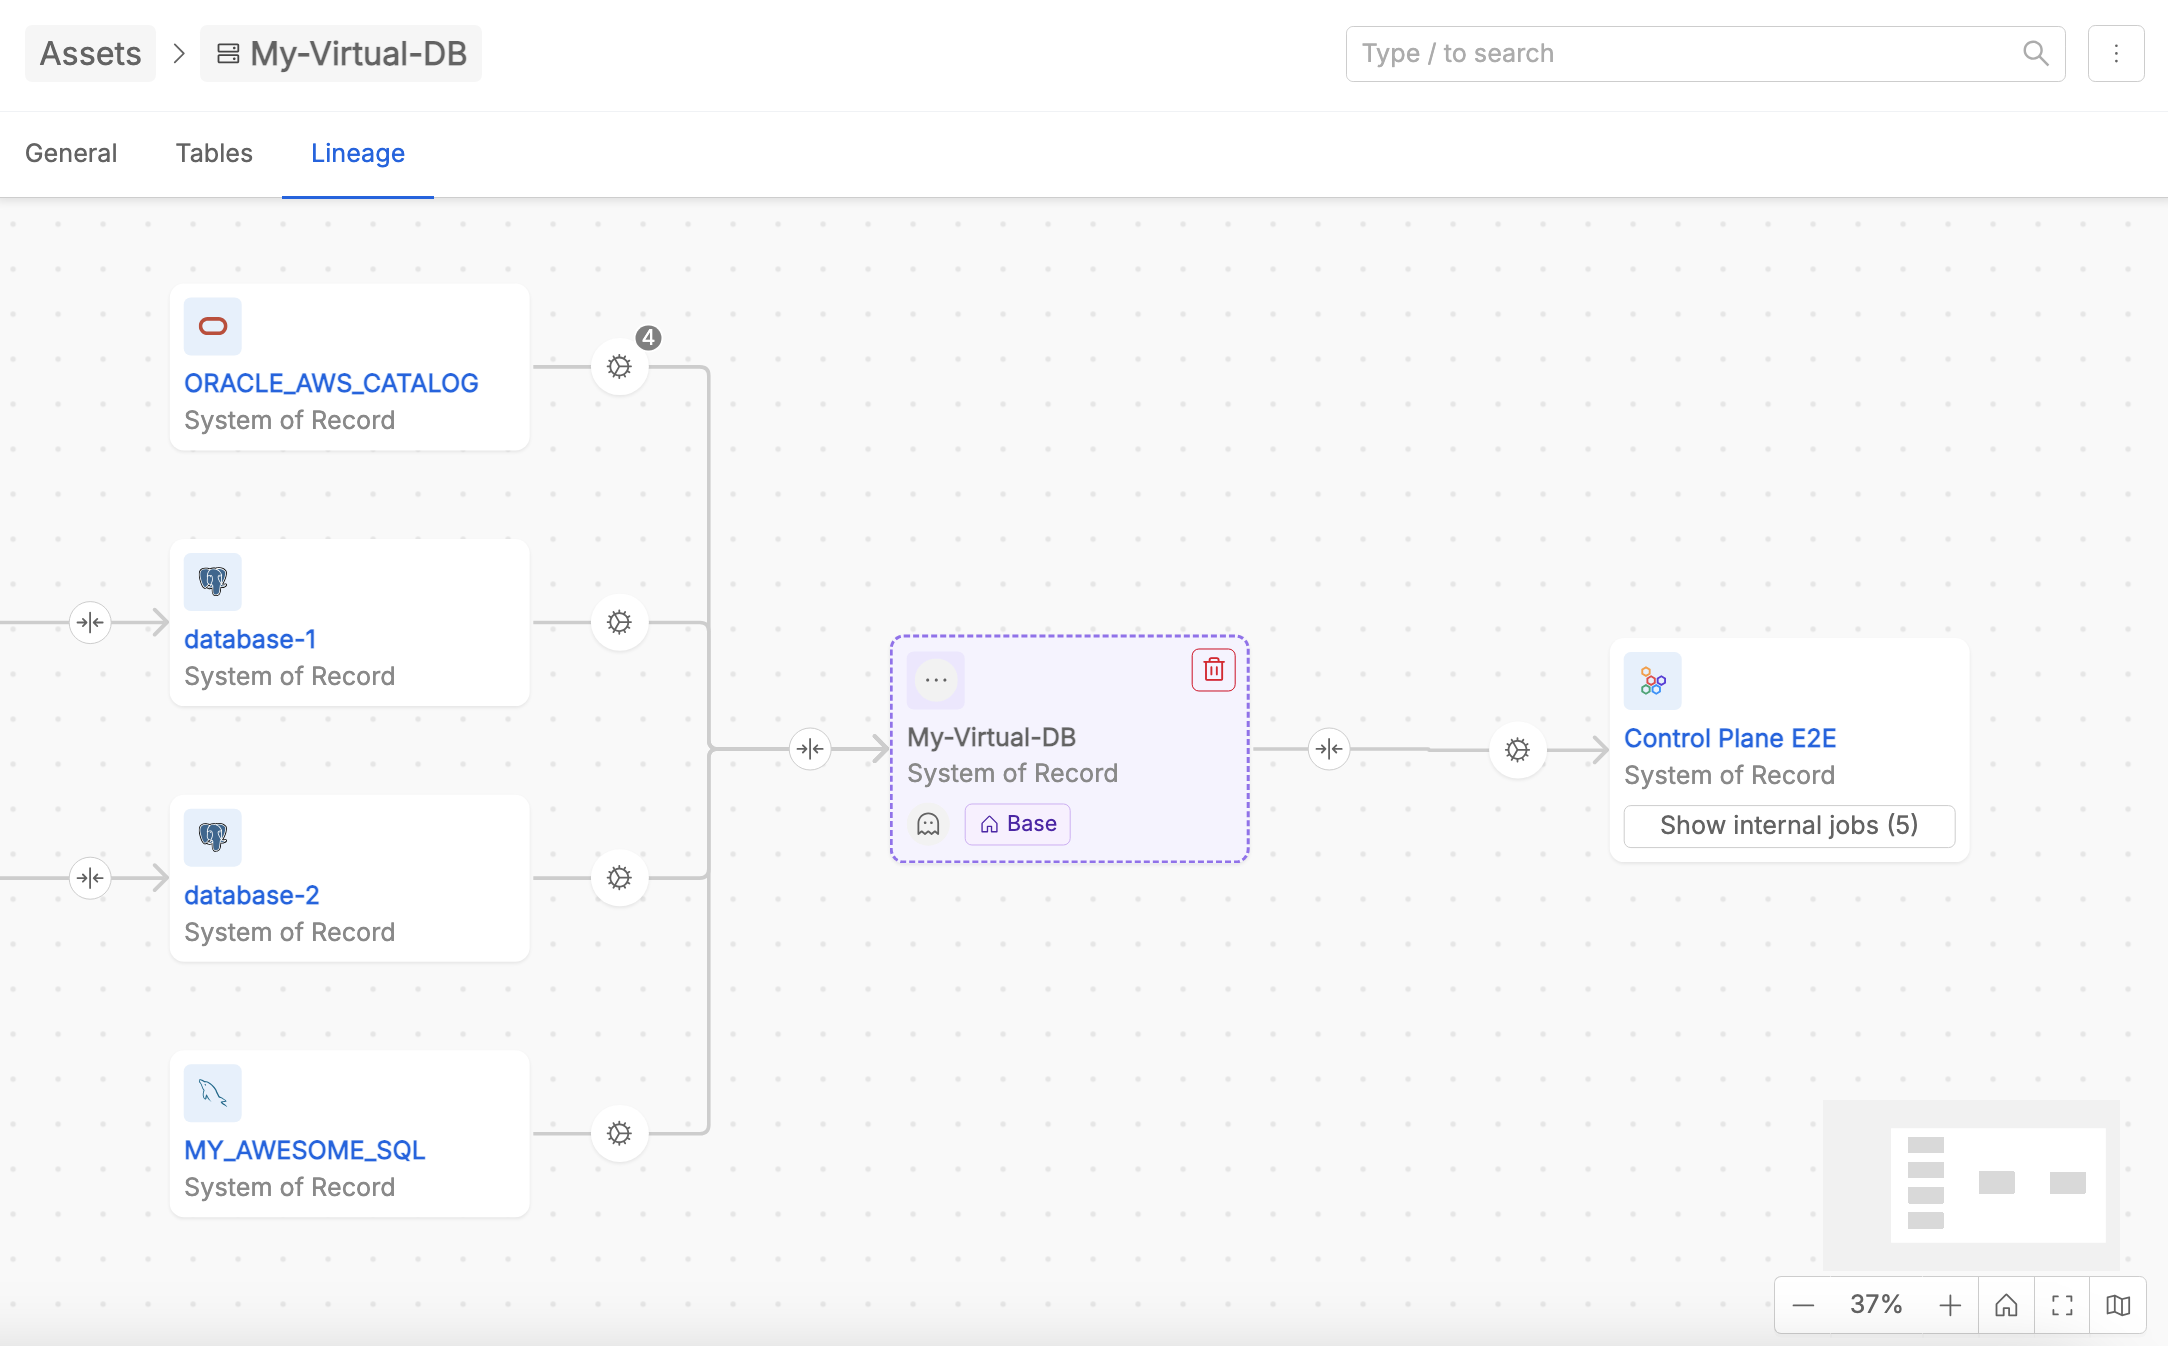 Assets
My-Virtual-DB
Type / to search
General
Tables
Lineage
ORACLE_AWS_CATALOG
System of Record
4
database-1
System of Record
database-2
System of Record
MY_AWESOME_SQL
System of Record
My-Virtual-DB
System of Record
Base
Control Plane E2E
System of Record
Show internal jobs (5)
37%